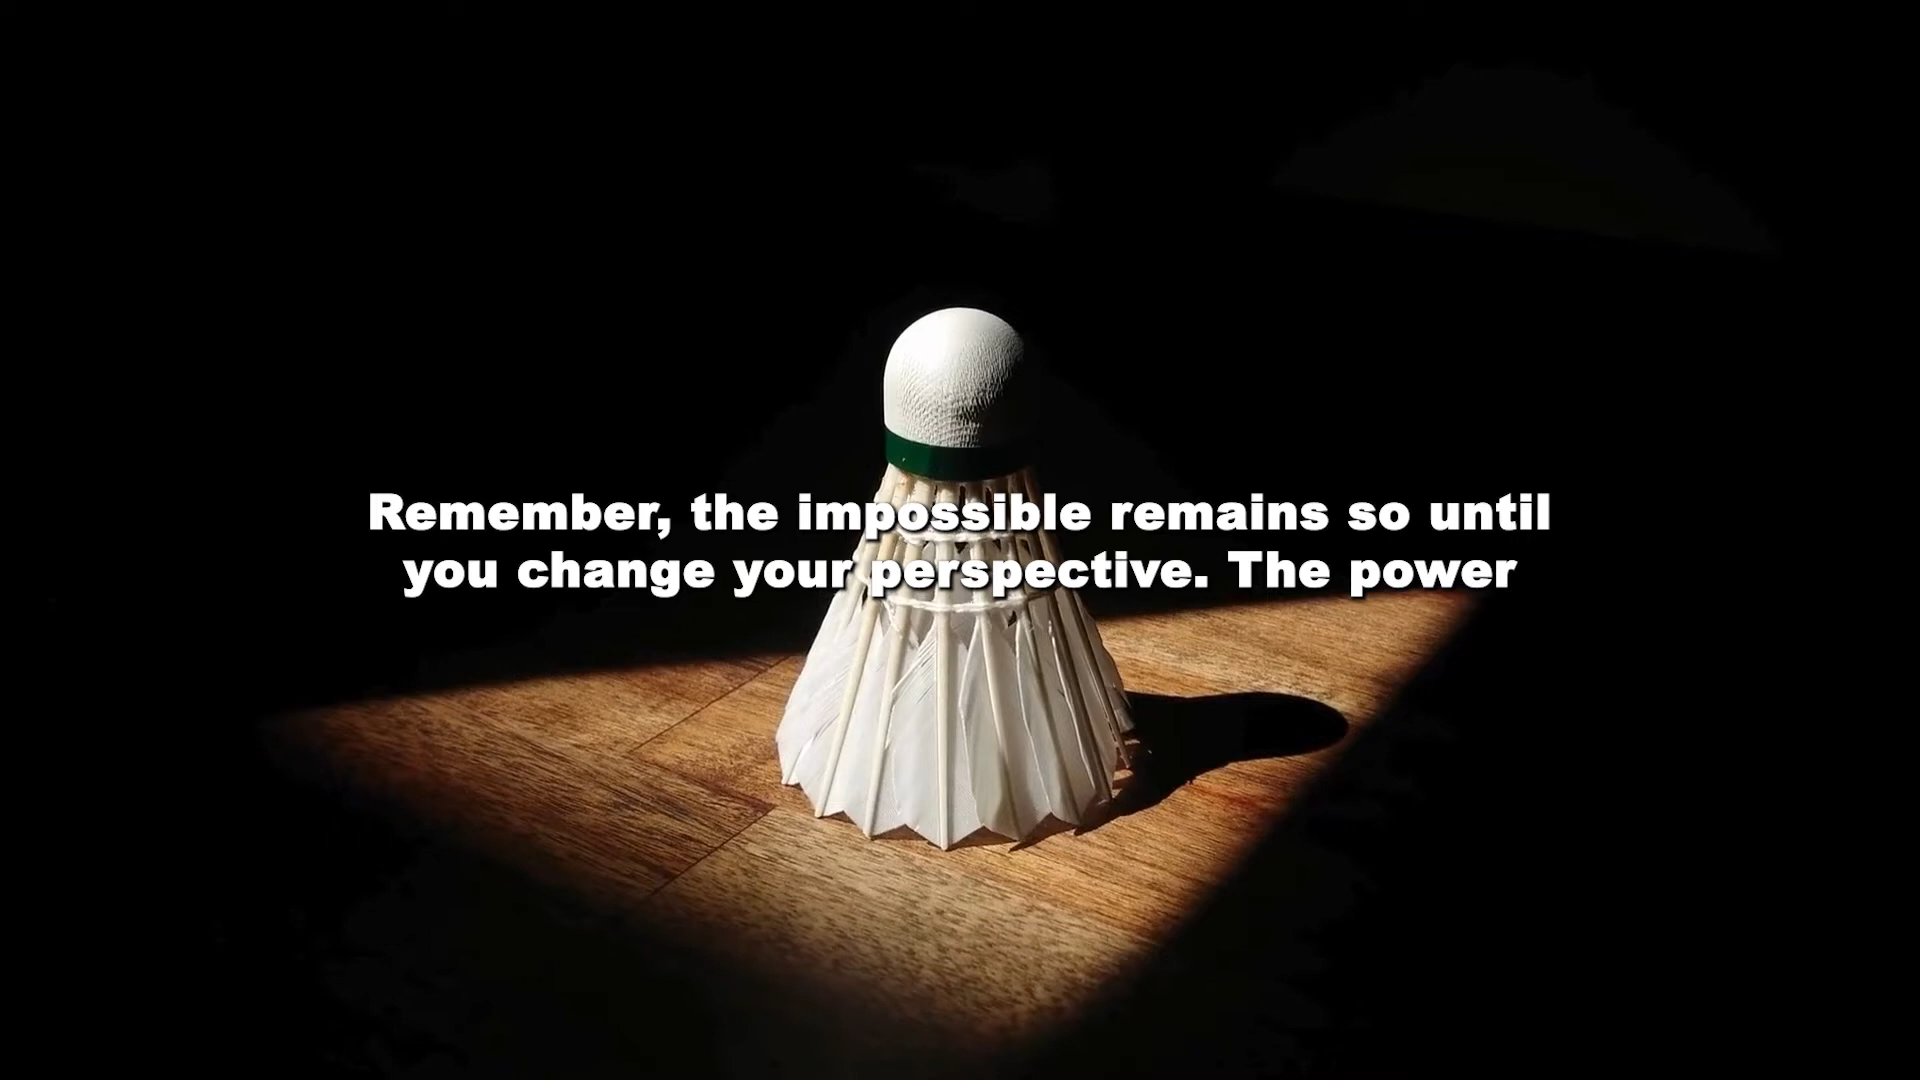 Remember, the impossible remains so until
you change your perspective. The power